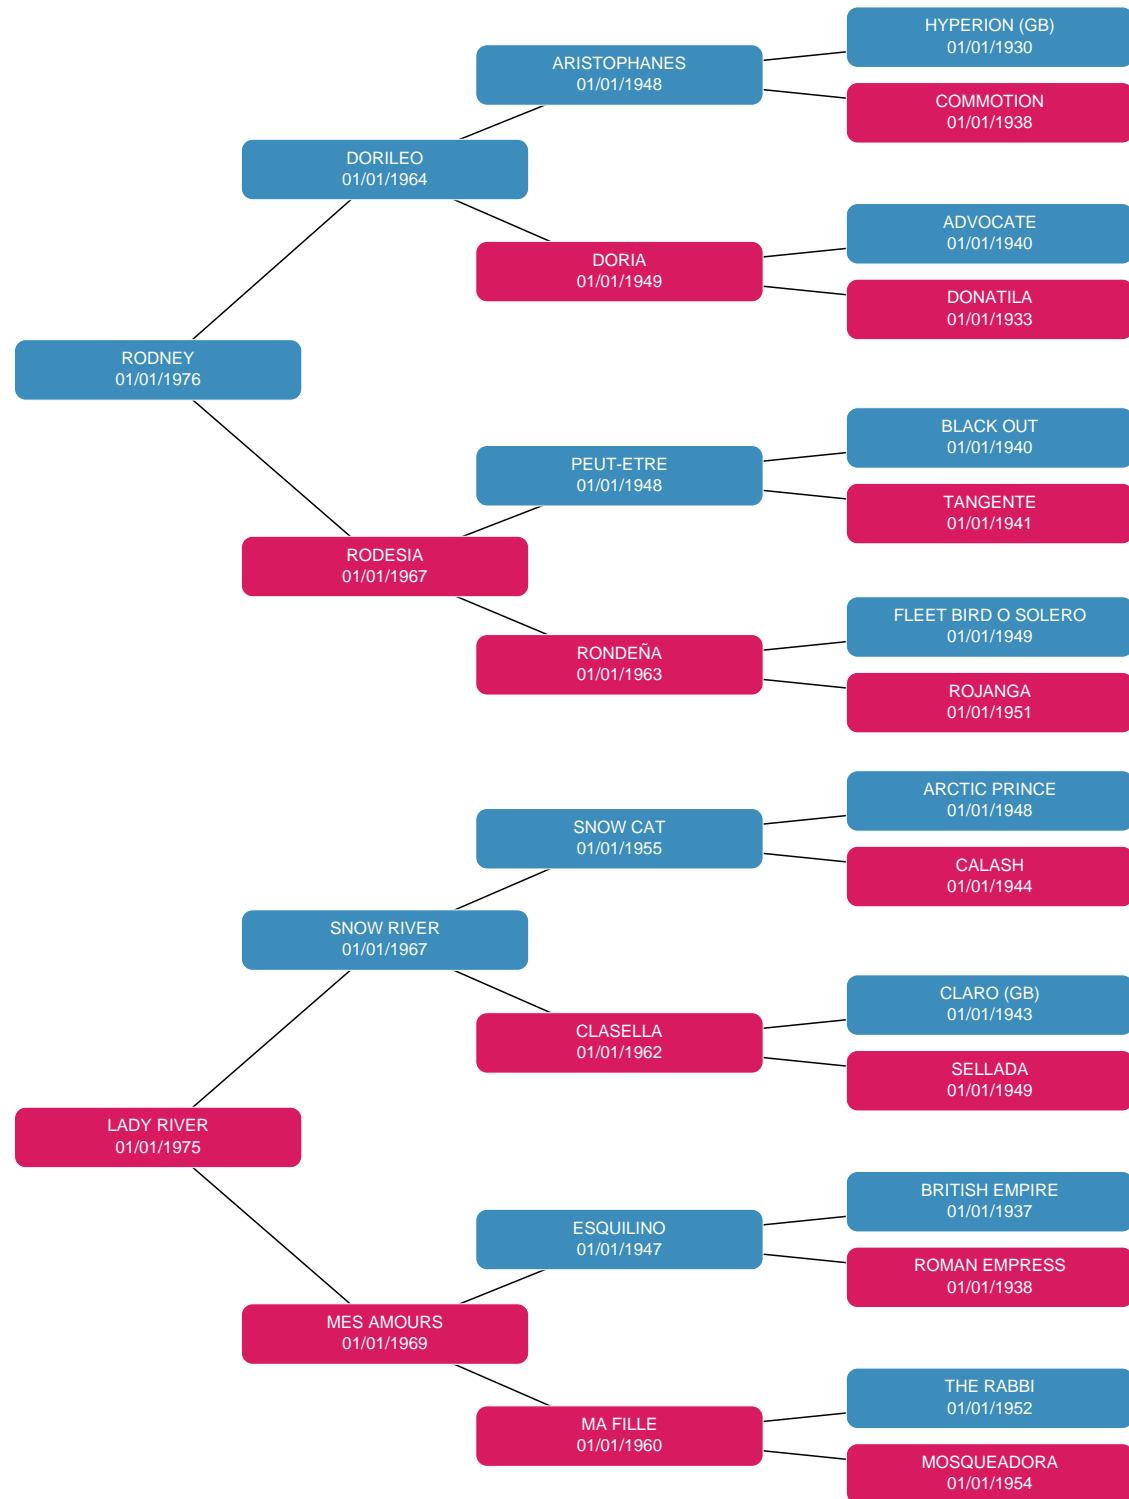 HYPERION (GB)
01/01/1930
ARISTOPHANES
01/01/1948
COMMOTION
01/01/1938
DORILEO
01/01/1964
ADVOCATE
01/01/1940
DORIA
01/01/1949
DONATILA
01/01/1933
RODNEY
01/01/1976
BLACK OUT
01/01/1940
PEUT-ETRE
01/01/1948
TANGENTE
01/01/1941
RODESIA
01/01/1967
FLEET BIRD O SOLERO
01/01/1949
RONDEÑA
01/01/1963
ROJANGA
01/01/1951
ARCTIC PRINCE
01/01/1948
SNOW CAT
01/01/1955
CALASH
01/01/1944
SNOW RIVER
01/01/1967
CLARO (GB)
01/01/1943
CLASELLA
01/01/1962
SELLADA
01/01/1949
LADY RIVER
01/01/1975
BRITISH EMPIRE
01/01/1937
ESQUILINO
01/01/1947
ROMAN EMPRESS
01/01/1938
MES AMOURS
01/01/1969
THE RABBI
01/01/1952
MA FILLE
01/01/1960
MOSQUEADORA
01/01/1954